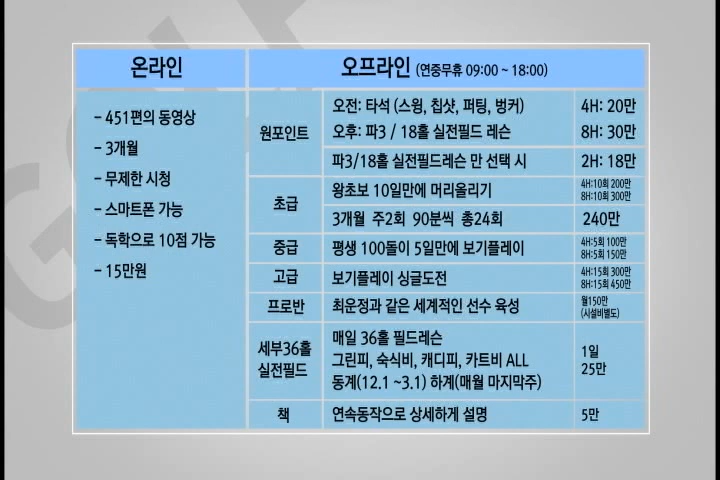 온라인
오프라인 (연중무휴 09:00 ~ 18:00)
- 451편의 동영상
- 3개월
- 무제한 시청
- 스마트폰 가능
- 독학으로 10점 가능
- 15만원
원포인트
오전: 타석 (스윙, 칩샷, 퍼팅, 벙커)
4H: 20만
오후: 파3 / 18홀 실전필드 레슨
8H: 30만
파3/18홀 실전필드레슨 만 선택 시
2H: 18만
초급
왕초보 10일만에 머리올리기
4H:10회 200만
8H:10회 300만
3개월 주2회 90분씩 총24회
240만
중급
평생 100돌이 5일만에 보기플레이
4H:5회 100만
8H:5회 150만
고급
보기플레이 싱글도전
4H:15회 300만
8H:15회 450만
프로반
최운정과 같은 세계적인 선수 육성
월150만
(시설비별도)
세부36홀
실전필드
매일 36홀 필드레슨
그린피, 숙식비, 캐디피, 카트비 ALL
동계(12.1 ~3.1) 하계(매월 마지막주)
1일
25만
책
연속동작으로 상세하게 설명
5만